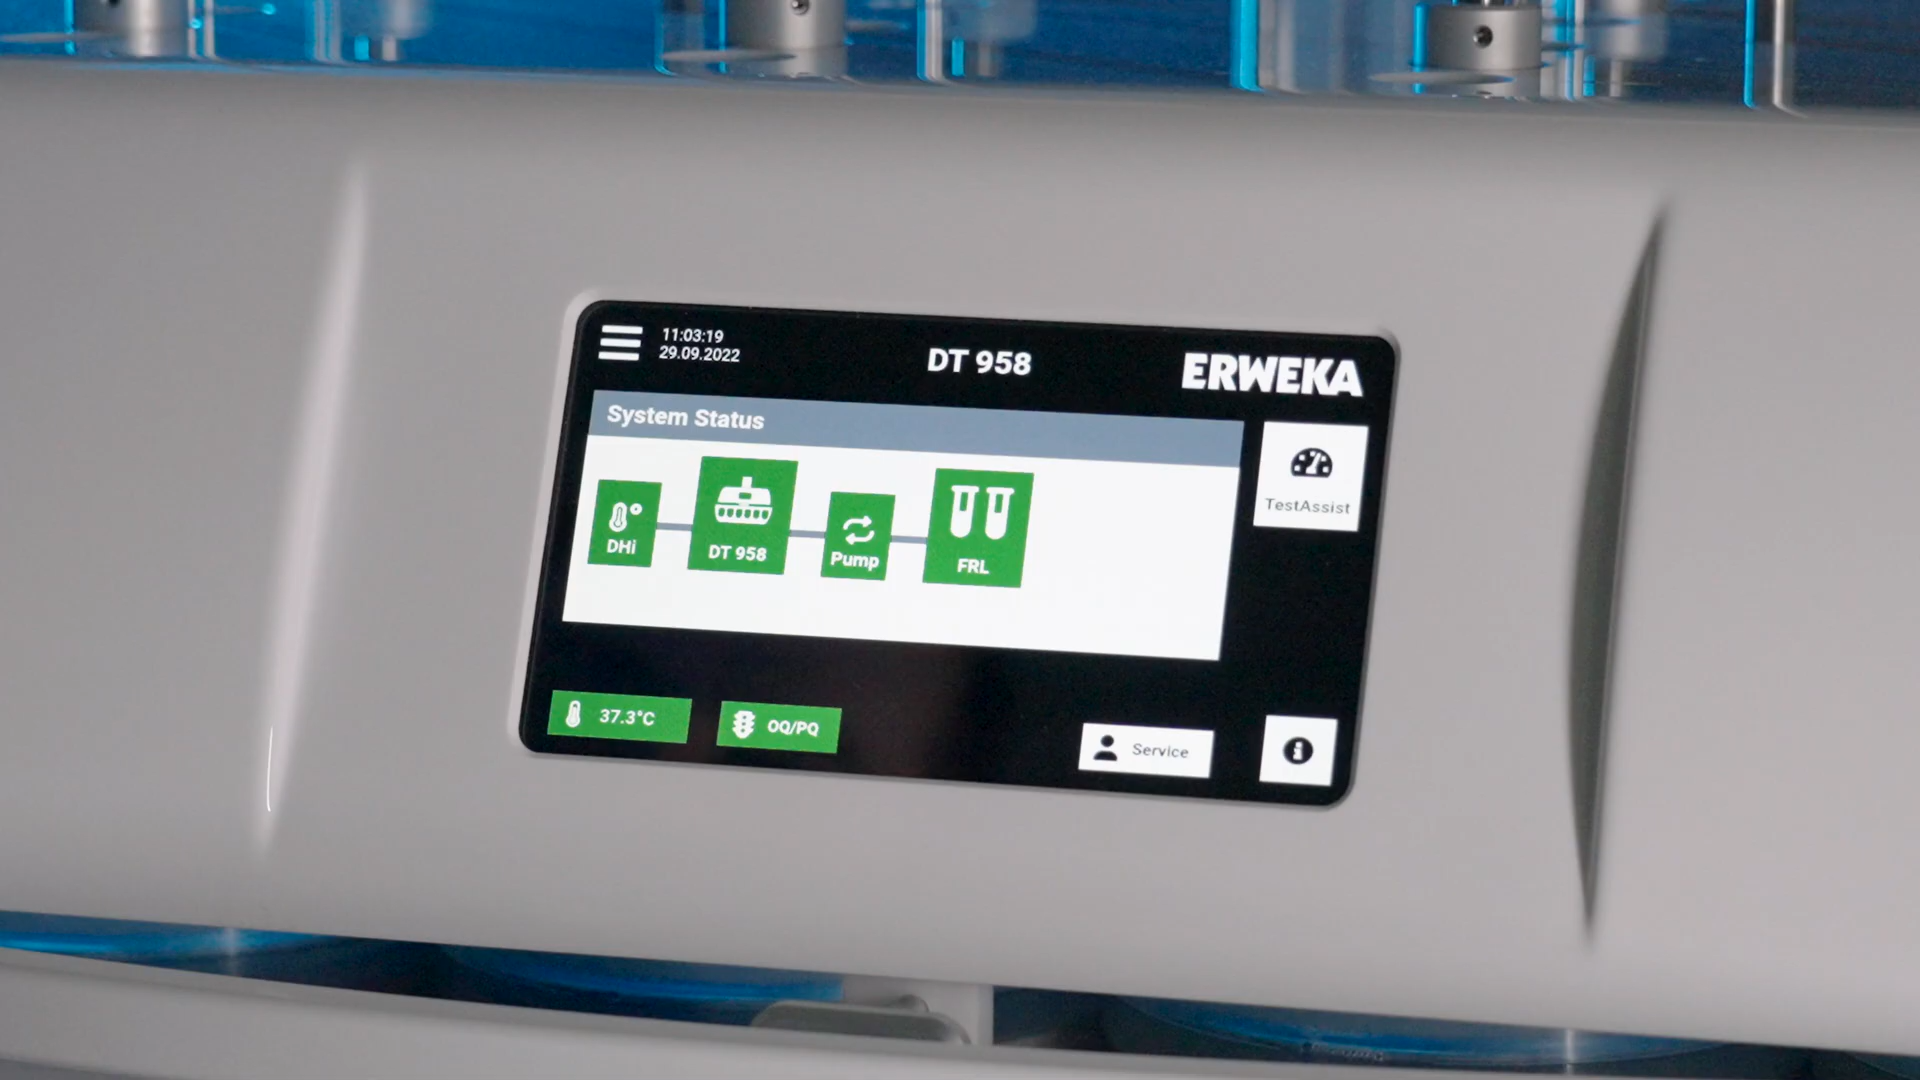 11:03:19
29.09.2022
DT 958
ERWEKA
System Status
DHi
DT 958
Pump
FRL
TestAssist
37.3°C
OQ/PQ
Service